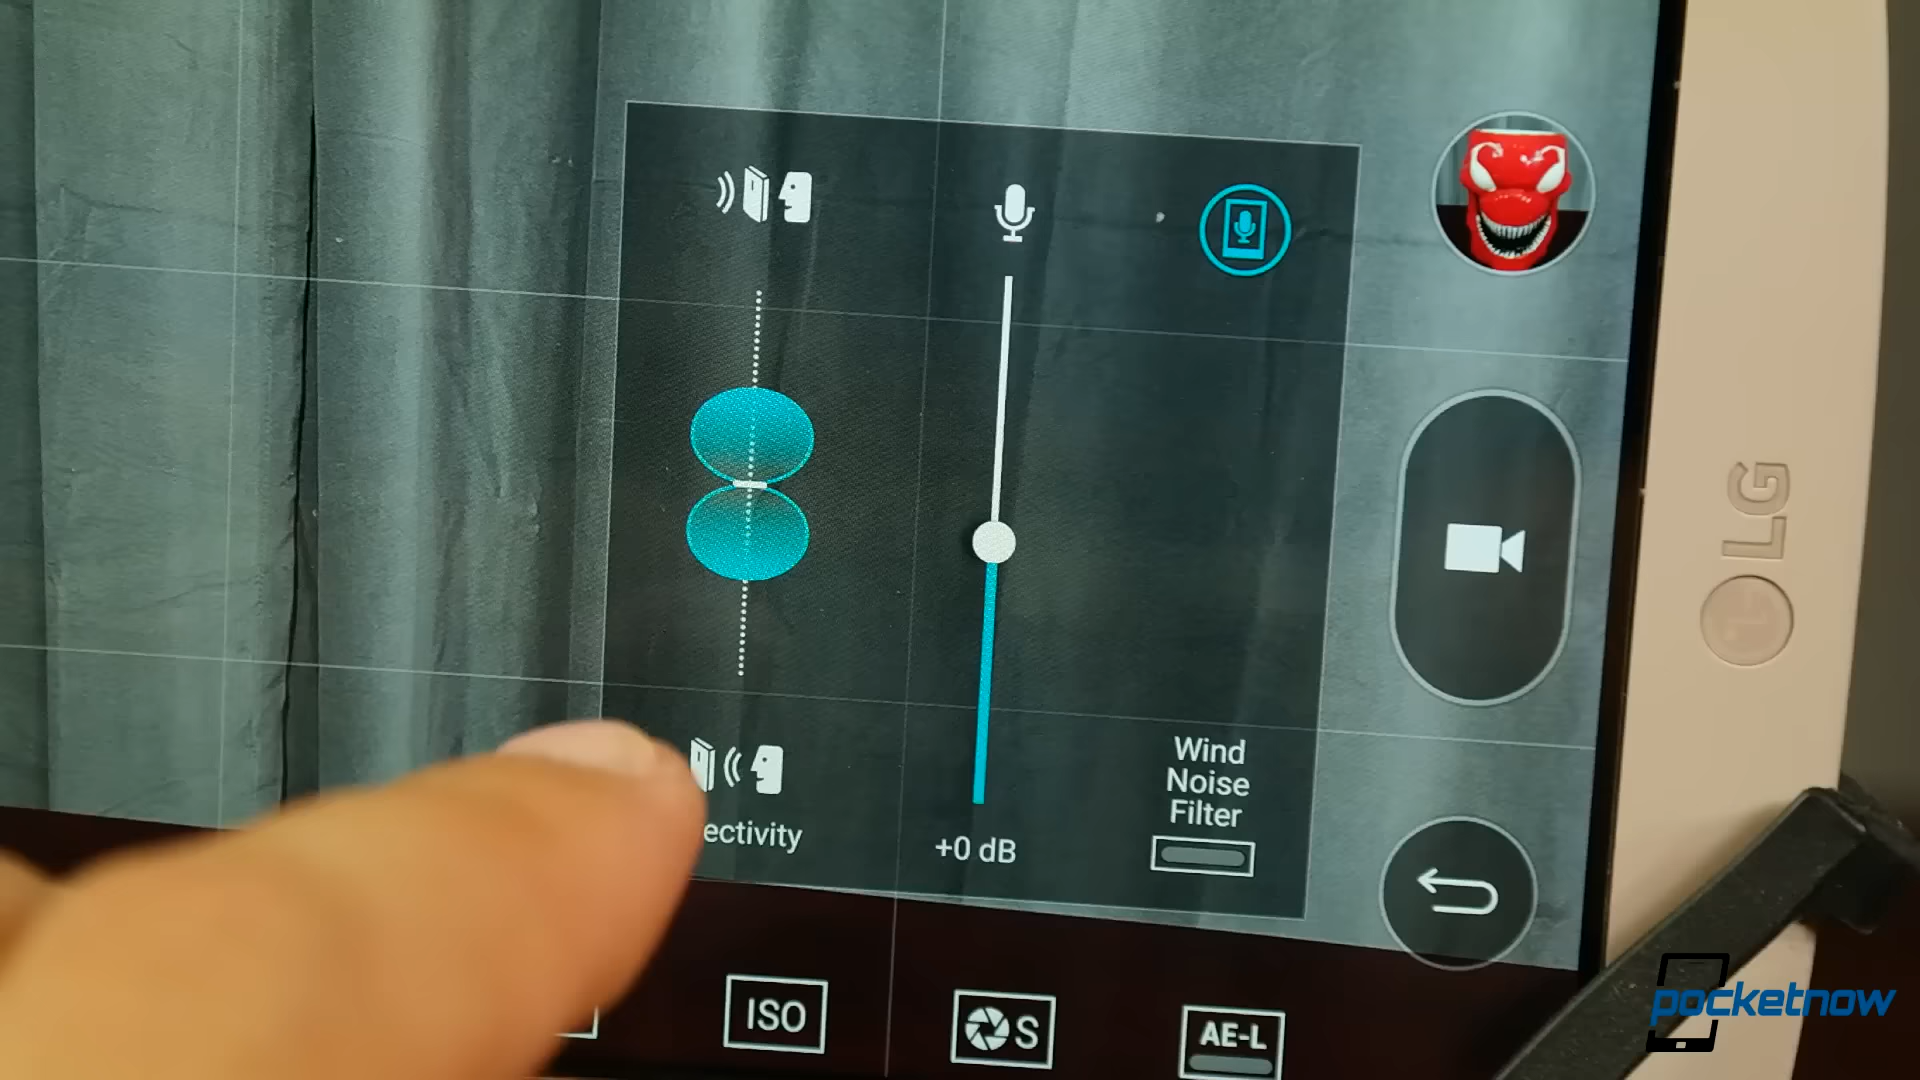 ectivity
+0 dB
Wind
Noise
Filter
ISO
S
AE-L
LG
pocketnow